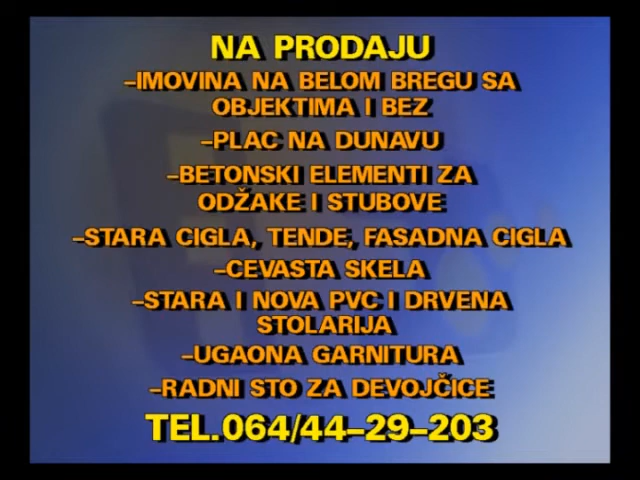 NA PRODAJU
–IMOVINA NA BELOM BREGU SA
OBJEKTIMA I BEZ
–PLAC NA DUNAVU
–BETONSKI ELEMENTI ZA
ODŽAKE I STUBOVE
–STARA CIGLA, TENDE, FASADNA CIGLA
–CEVASTA SKELA
–STARA I NOVA PVC I DRVENA
STOLARIJA
–UGAONA GARNITURA
–RADNI STO ZA DEVOJČICE
TEL.064/44–29–203